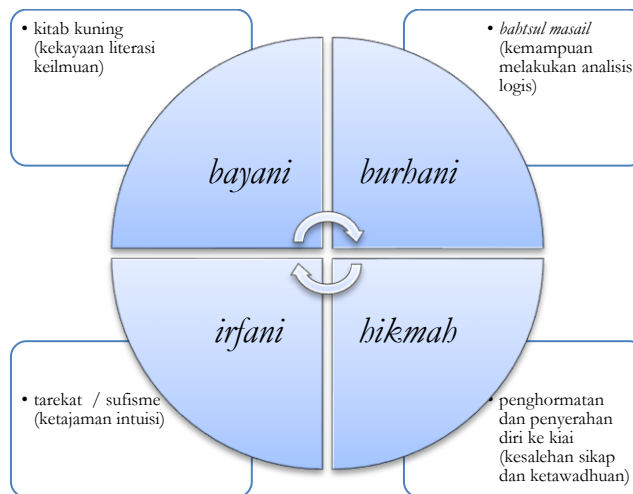 • kitab kuning
(kekayaan literasi
keilmuan)
• bahtsul masail
(kemampuan
melakukan analisis
logis)
bayani
burhani
irfani
hikmah
• tarekat / sufisme
(ketajaman intuisi)
• penghormatan
dan penyerahan
diri ke kiai
(kesalehan sikap
dan ketawadhuan)